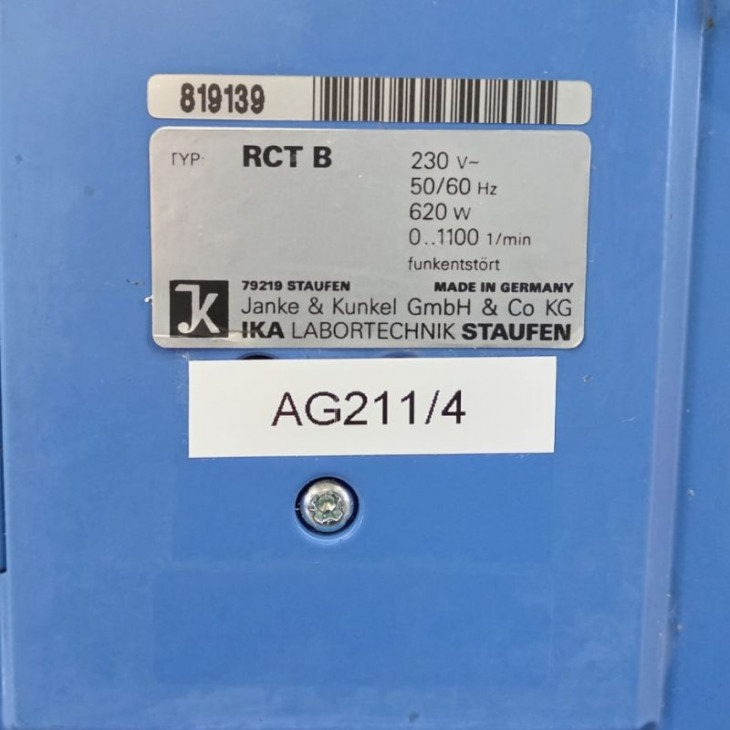 819139
TYP: RCT B
230 V~
50/60 Hz
620 W
0..1100 1/min
funkentstört
79219 STAUFEN MADE IN GERMANY
JK Janke & Kunkel GmbH & Co KG
IKA LABORTECHNIK STAUFEN
AG211/4